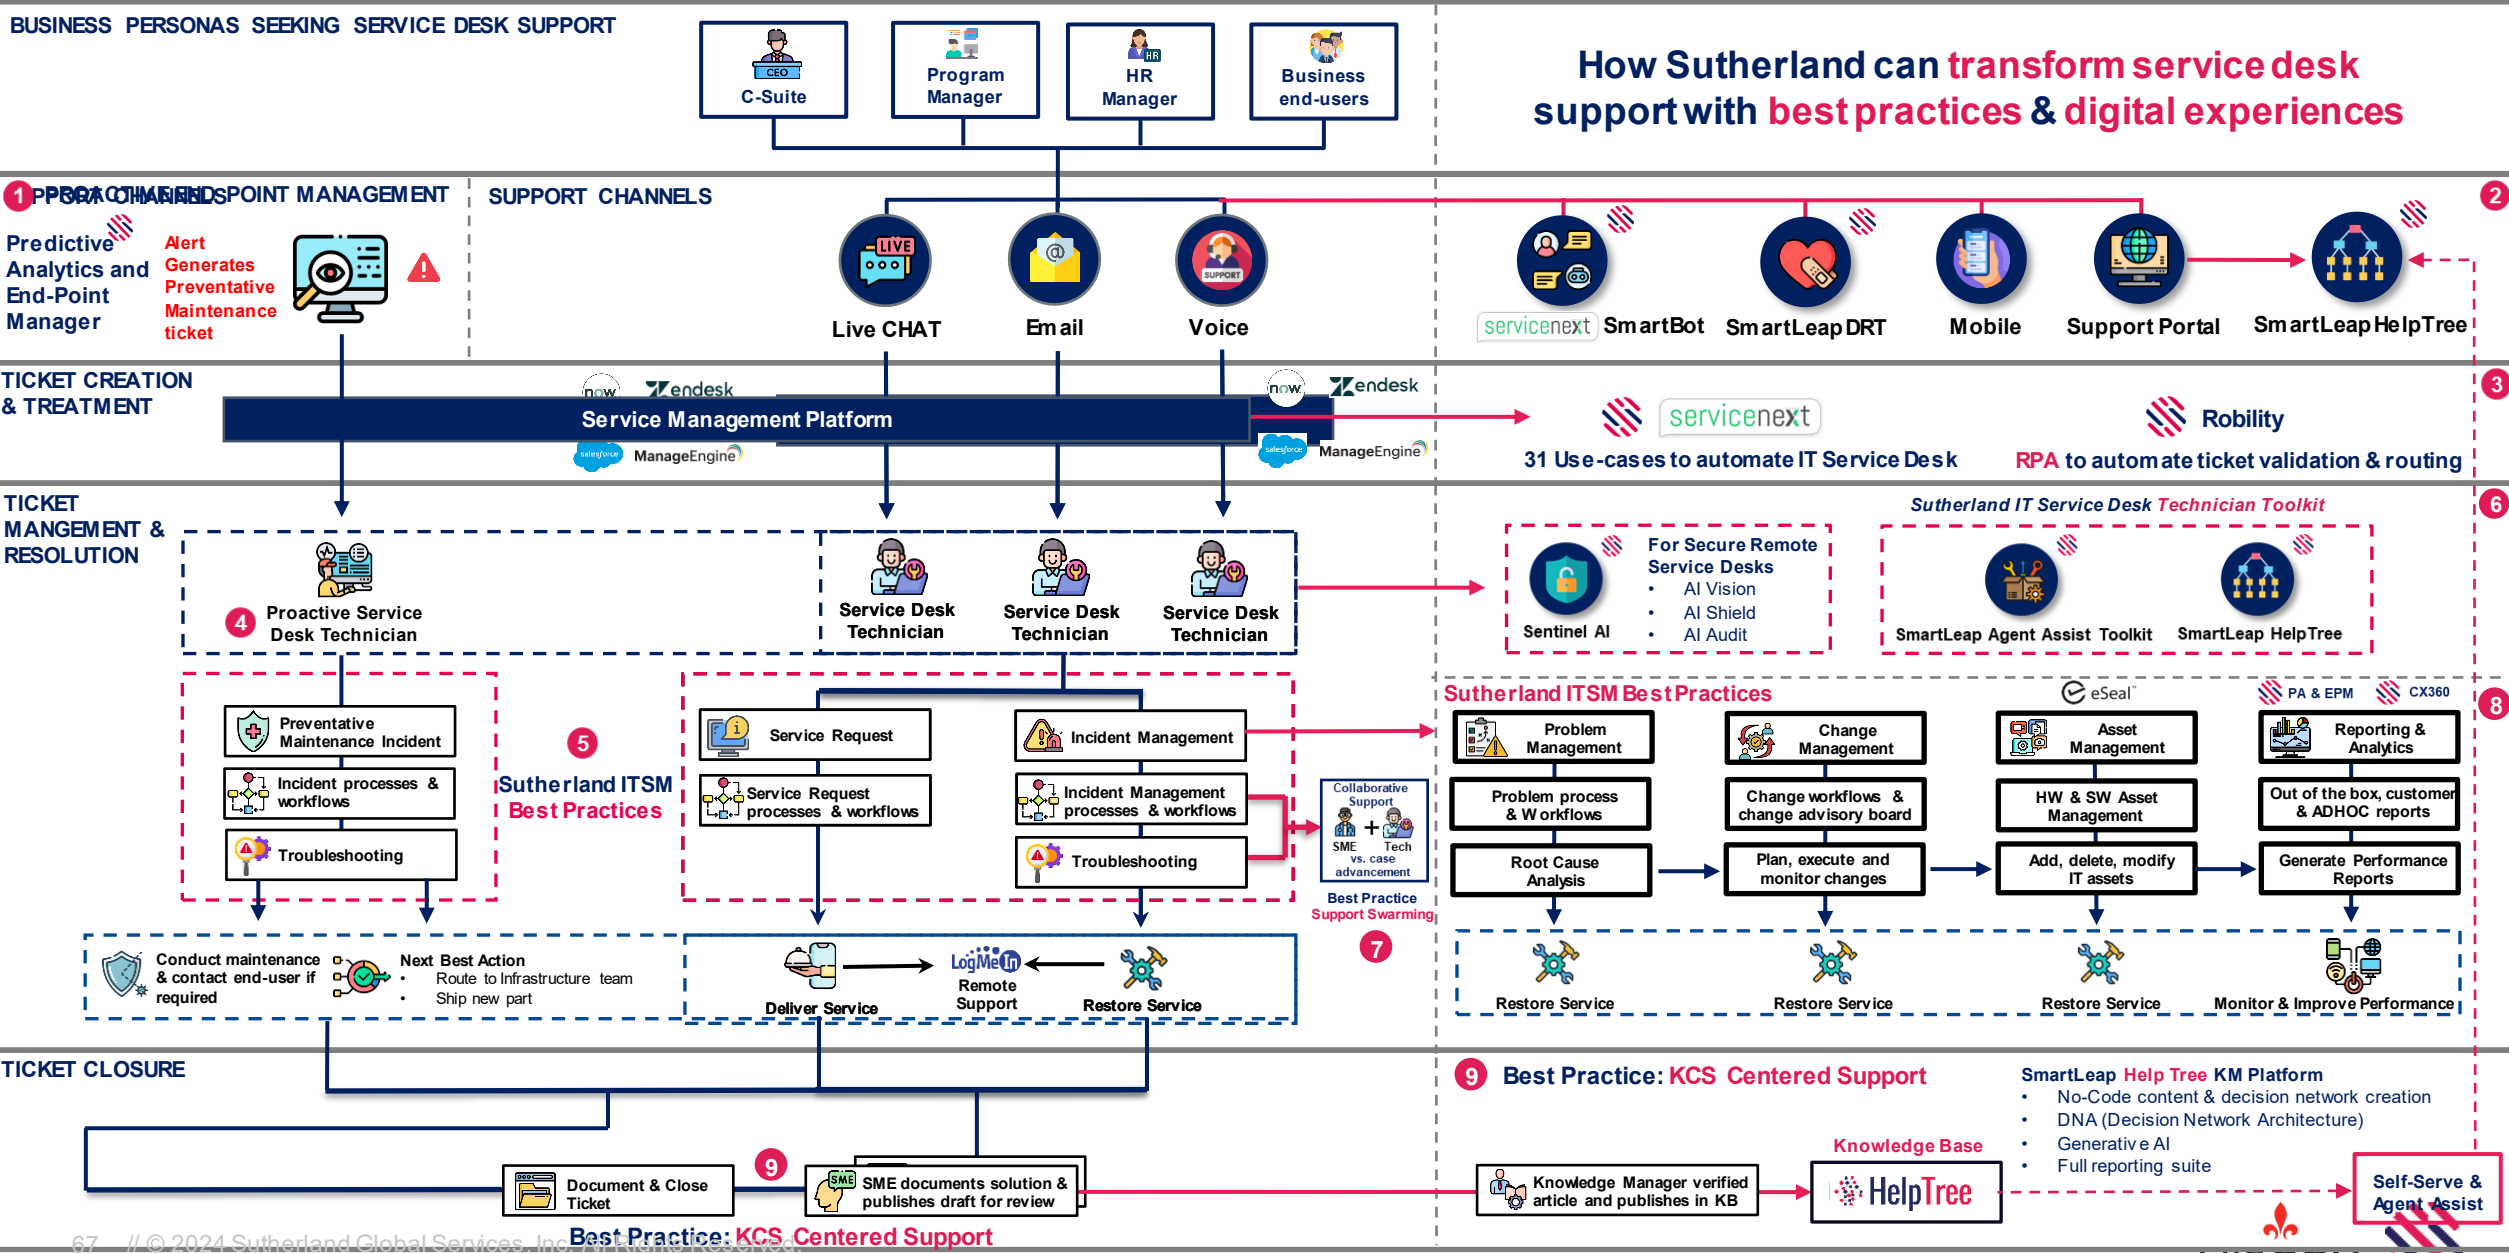 BUSINESS PERSONAS SEEKING SERVICE DESK SUPPORT
CEO
C-Suite
Program
Manager
HR
HR
Manager
Business
end-users
How Sutherland can transform service desk
support with best practices & digital experiences
1
SUPPORT CHANNELS
PROACTIVE END-POINT MANAGEMENT
SUPPORT CHANNELS
2
Predictive
Analytics and
End-Point
Manager
Alert
Generates
Preventative
Maintenance
ticket
LIVE
Live CHAT
@
Email
SUPPORT
Voice
servicenext SmartBot
SmartLeap DRT
Mobile
Support Portal
SmartLeap HelpTree
TICKET CREATION
& TREATMENT
now
Zendesk
Service Management Platform
salesforce
ManageEngine
now
Zendesk
salesforce
ManageEngine
servicenext
31 Use-cases to automate IT Service Desk
Robility
RPA to automate ticket validation & routing
3
TICKET
MANGEMENT &
RESOLUTION
4
Proactive Service
Desk Technician
Service Desk
Technician
Service Desk
Technician
Service Desk
Technician
Sutherland IT Service Desk Technician Toolkit
6
Sentinel AI
For Secure Remote
Service Desks
• AI Vision
• AI Shield
• AI Audit
SmartLeap Agent Assist Toolkit
SmartLeap HelpTree
Preventative
Maintenance Incident
Incident processes &
workflows
Troubleshooting
5
Sutherland ITSM
Best Practices
Service Request
Service Request
processes & workflows
Incident Management
Incident Management
processes & workflows
Troubleshooting
Collaborative
Support
+
SME Tech
vs. case
advancement
Best Practice
Support Swarming
7
Sutherland ITSM Best Practices
eSeal
PA & EPM
CX360
8
Problem
Management
Problem process
& Workflows
Root Cause
Analysis
Change
Management
Change workflows &
change advisory board
Plan, execute and
monitor changes
Asset
Management
HW & SW Asset
Management
Add, delete, modify
IT assets
Reporting &
Analytics
Out of the box, customer
& ADHOC reports
Generate Performance
Reports
Conduct maintenance
& contact end-user if
required
Next Best Action
• Route to Infrastructure team
• Ship new part
Deliver Service
LogMeIn
Remote
Support
Restore Service
Restore Service
Restore Service
Restore Service
Monitor & Improve Performance
TICKET CLOSURE
9
Document & Close
Ticket
SME
SME documents solution &
publishes draft for review
Best Practice: KCS Centered Support
9
Best Practice: KCS Centered Support
Knowledge Manager verified
article and publishes in KB
Knowledge Base
HelpTree
SmartLeap Help Tree KM Platform
• No-Code content & decision network creation
• DNA (Decision Network Architecture)
• Generative AI
• Full reporting suite
Self-Serve &
Agent Assist
67 // © 2024 Sutherland Global Services, Inc. All Rights Reserved.